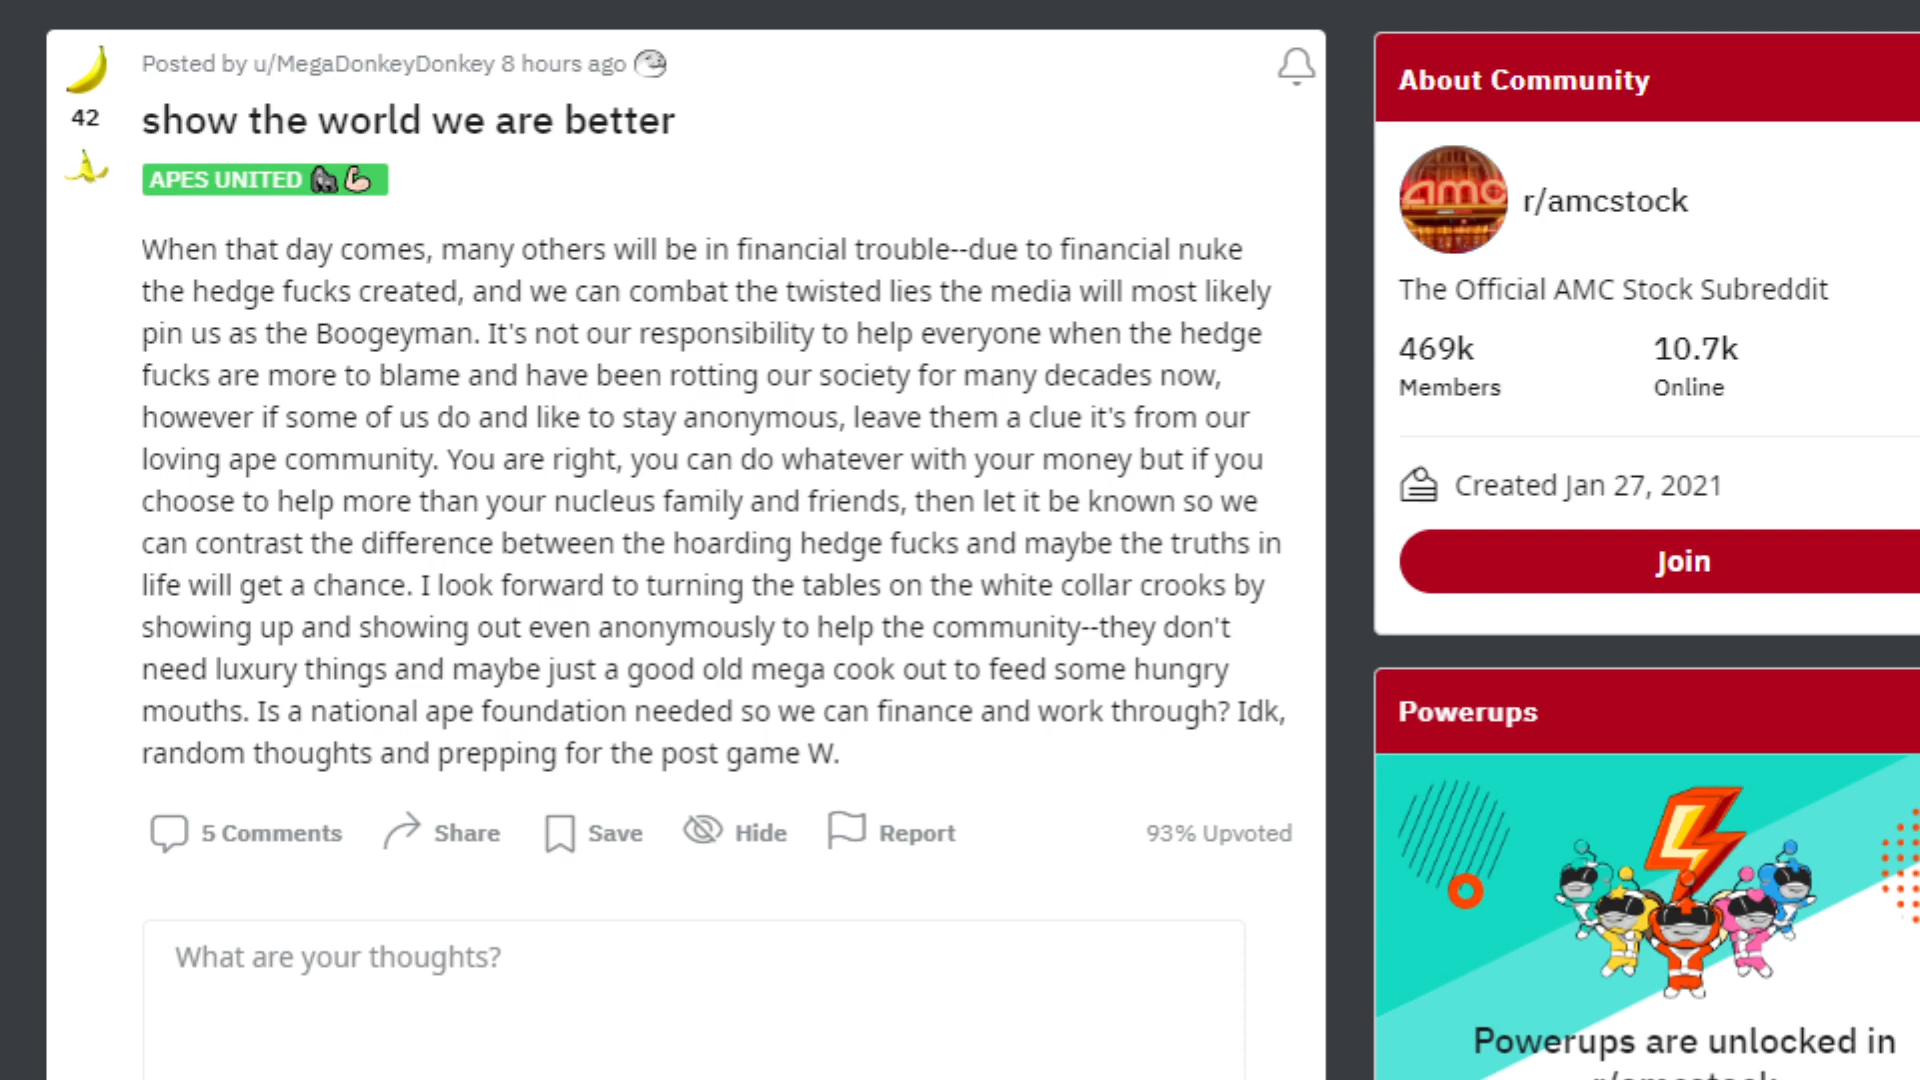 Posted by u/MegaDonkeyDonkey 8 hours ago
42
show the world we are better
APES UNITED
When that day comes, many others will be in financial trouble--due to financial nuke
the hedge fucks created, and we can combat the twisted lies the media will most likely
pin us as the Boogeyman. It's not our responsibility to help everyone when the hedge
fucks are more to blame and have been rotting our society for many decades now,
however if some of us do and like to stay anonymous, leave them a clue it's from our
loving ape community. You are right, you can do whatever with your money but if you
choose to help more than your nucleus family and friends, then let it be known so we
can contrast the difference between the hoarding hedge fucks and maybe the truths in
life will get a chance. I look forward to turning the tables on the white collar crooks by
showing up and showing out even anonymously to help the community--they don't
need luxury things and maybe just a good old mega cook out to feed some hungry
mouths. Is a national ape foundation needed so we can finance and work through? Idk,
random thoughts and prepping for the post game W.
5 Comments Share Save Hide Report 93% Upvoted
What are your thoughts?
About Community
amc
r/amcstock
The Official AMC Stock Subreddit
469k 10.7k
Members Online
Created Jan 27, 2021
Join
Powerups
Powerups are unlocked in
r/amcstock